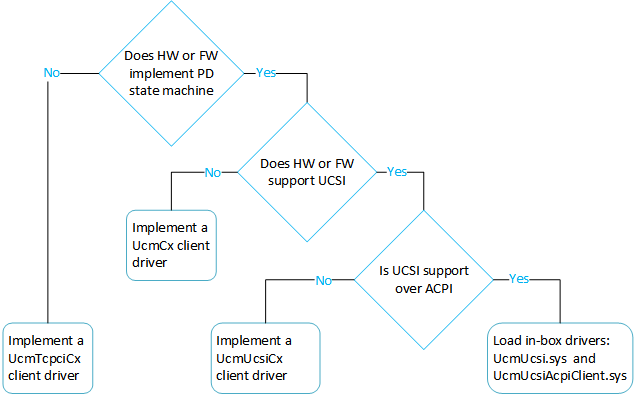 Does HW or FW
implement PD
state machine
No
Yes
Does HW or FW
support UCSI
No
Yes
Implement a
UcmCx client
driver
Is UCSI support
over ACPI
No
Yes
Implement a
UcmTcpciCx
client driver
Implement a
UcmUcsiCx
client driver
Load in-box drivers:
UcmUcsi.sys and
UcmUcsiAcpiClient.sys